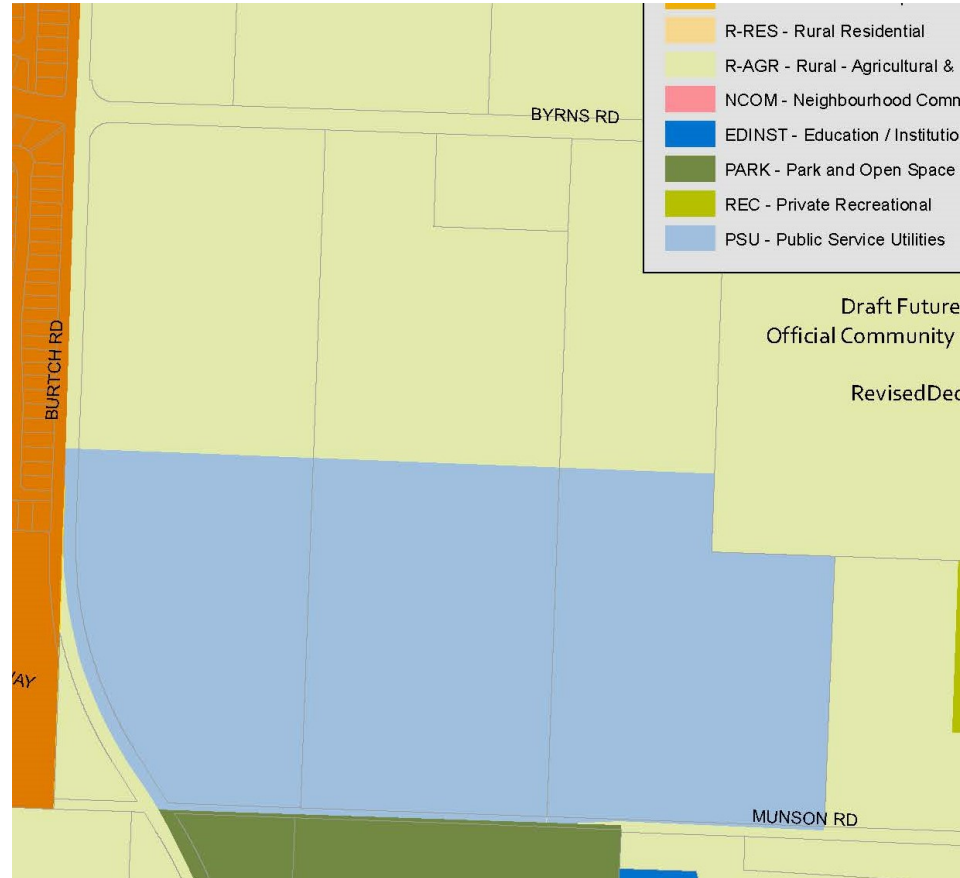 R-RES - Rural Residential
R-AGR - Rural - Agricultural &
NCOM - Neighbourhood Comm
EDINST - Education / Institutio
PARK - Park and Open Space
REC - Private Recreational
PSU - Public Service Utilities
BYRNS RD
Draft Future
Official Community
RevisedDec
BURTCH RD
WAY
MUNSON RD